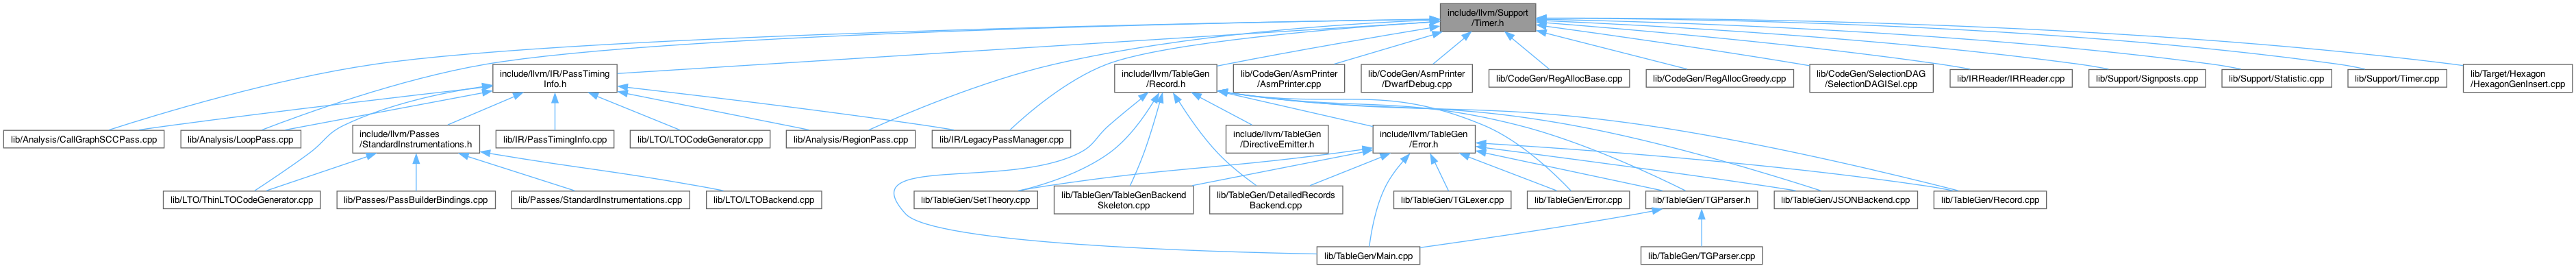 include/llvm/Support
/Timer.h
include/llvm/IR/PassTiming
Info.h
include/llvm/TableGen
/Record.h
lib/CodeGen/AsmPrinter
/AsmPrinter.cpp
lib/CodeGen/AsmPrinter
/DwarfDebug.cpp
lib/CodeGen/RegAllocBase.cpp
lib/CodeGen/RegAllocGreedy.cpp
lib/CodeGen/SelectionDAG
/SelectionDAGISel.cpp
lib/IRReader/IRReader.cpp
lib/Support/Signposts.cpp
lib/Support/Statistic.cpp
lib/Support/Timer.cpp
lib/Target/Hexagon
/HexagonGenInsert.cpp
lib/Analysis/CallGraphSCCPass.cpp
lib/Analysis/LoopPass.cpp
include/llvm/Passes
/StandardInstrumentations.h
lib/IR/PassTimingInfo.cpp
lib/LTO/LTOCodeGenerator.cpp
lib/Analysis/RegionPass.cpp
lib/IR/LegacyPassManager.cpp
include/llvm/TableGen
/DirectiveEmitter.h
include/llvm/TableGen
/Error.h
lib/LTO/ThinLTOCodeGenerator.cpp
lib/Passes/PassBuilderBindings.cpp
lib/Passes/StandardInstrumentations.cpp
lib/LTO/LTOBackend.cpp
lib/TableGen/SetTheory.cpp
lib/TableGen/TableGenBackend
Skeleton.cpp
lib/TableGen/DetailedRecords
Backend.cpp
lib/TableGen/TGLexer.cpp
lib/TableGen/Error.cpp
lib/TableGen/TGParser.h
lib/TableGen/JSONBackend.cpp
lib/TableGen/Record.cpp
lib/TableGen/Main.cpp
lib/TableGen/TGParser.cpp